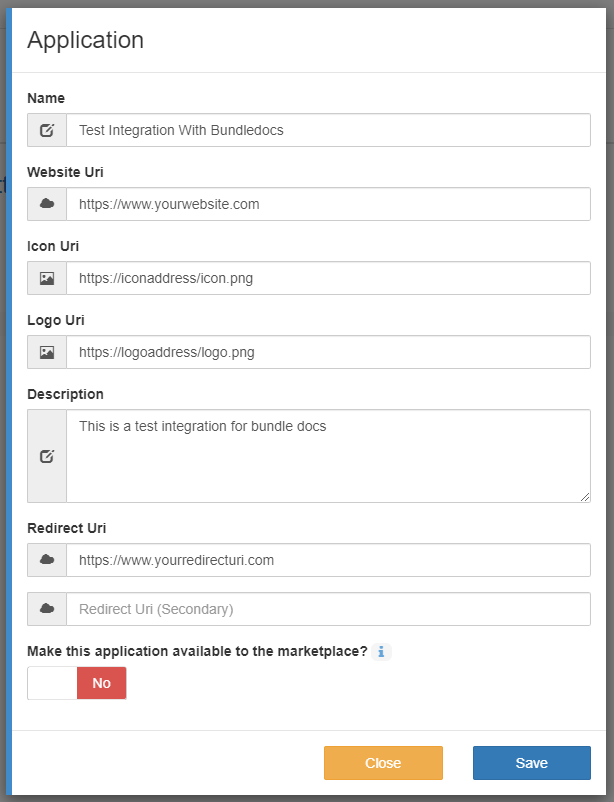 Application
Name
Test Integration With Bundledocs
Website Uri
https://www.yourwebsite.com
Icon Uri
https://iconaddress/icon.png
Logo Uri
https://logoaddress/logo.png
Description
This is a test integration for bundle docs
Redirect Uri
https://www.yourredirecturi.com
Redirect Uri (Secondary)
Make this application available to the marketplace? i
No
Close Save